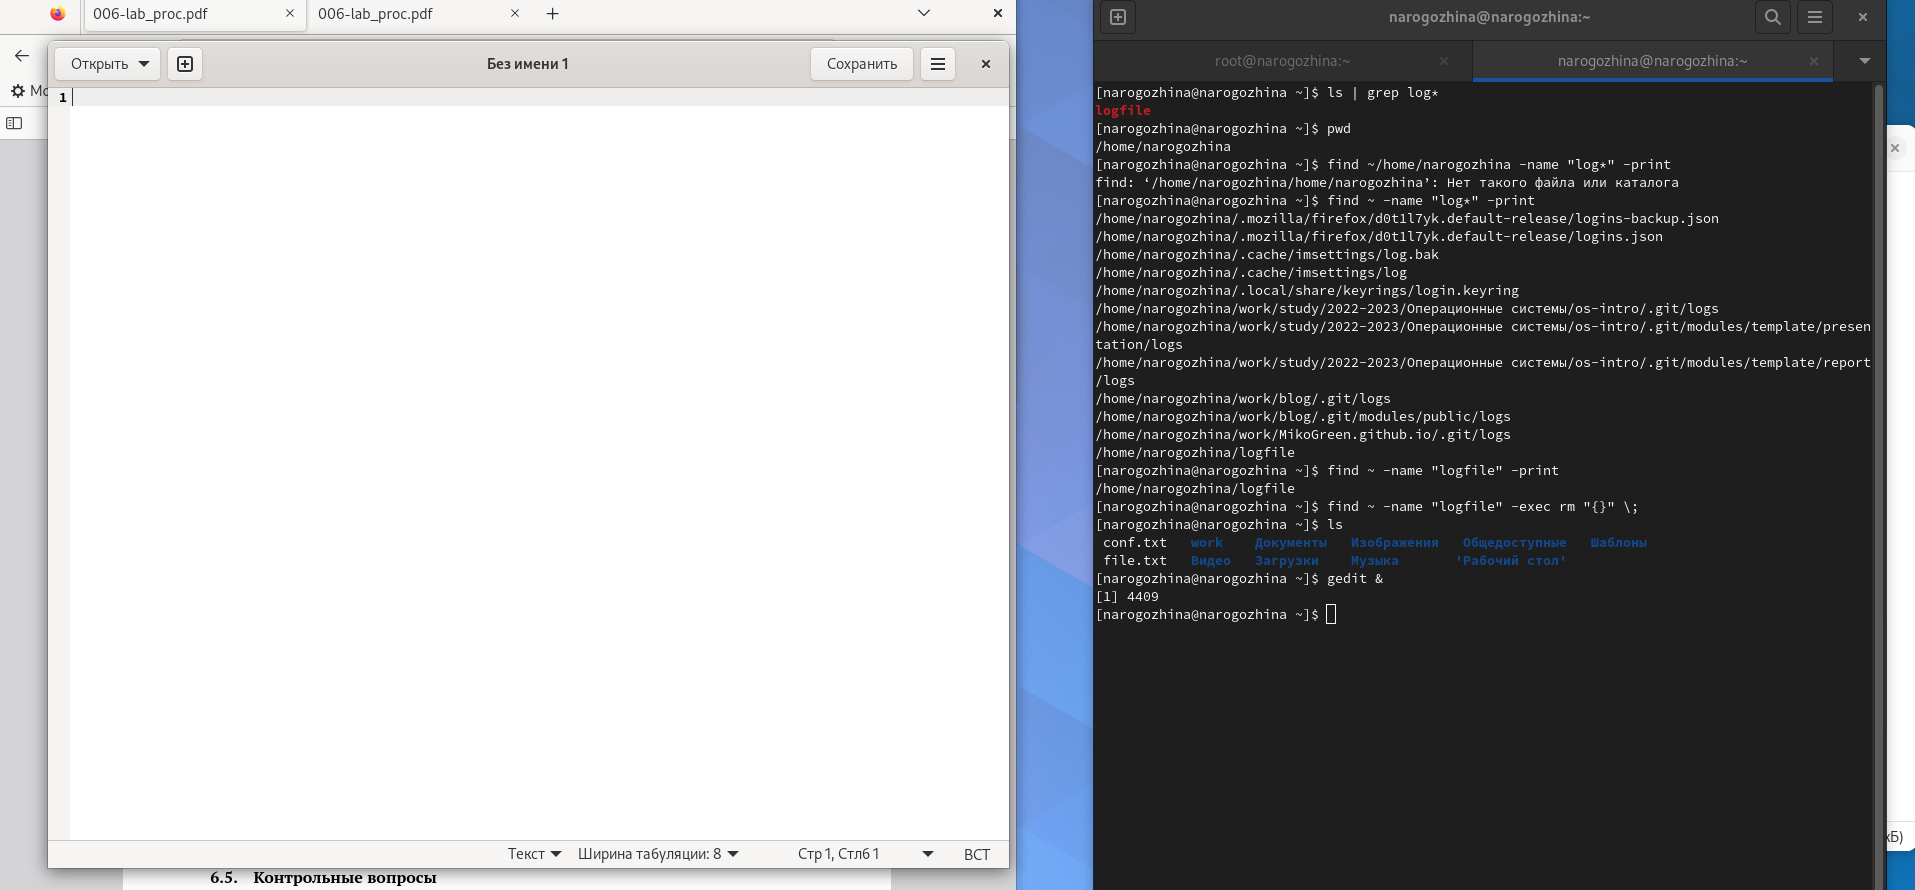 006-lab_proc.pdf
006-lab_proc.pdf
Открыть
Без имени 1
Сохранить
1
Текст
Ширина табуляции: 8
Стр 1, Стлб 1
ВСТ
6.5. Контрольные вопросы
narogozhina@narogozhina:~
root@narogozhina:~
narogozhina@narogozhina:~
[narogozhina@narogozhina ~]$ ls | grep log*
logfile
[narogozhina@narogozhina ~]$ pwd
/home/narogozhina
[narogozhina@narogozhina ~]$ find ~/home/narogozhina -name "log*" -print
find: ‘/home/narogozhina/home/narogozhina’: Нет такого файла или каталога
[narogozhina@narogozhina ~]$ find ~ -name "log*" -print
/home/narogozhina/.mozilla/firefox/d0t1l7yk.default-release/logins-backup.json
/home/narogozhina/.mozilla/firefox/d0t1l7yk.default-release/logins.json
/home/narogozhina/.cache/imsettings/log.bak
/home/narogozhina/.cache/imsettings/log
/home/narogozhina/.local/share/keyrings/login.keyring
/home/narogozhina/work/study/2022-2023/Операционные системы/os-intro/.git/logs
/home/narogozhina/work/study/2022-2023/Операционные системы/os-intro/.git/modules/template/presen
tation/logs
/home/narogozhina/work/study/2022-2023/Операционные системы/os-intro/.git/modules/template/report
/logs
/home/narogozhina/work/blog/.git/logs
/home/narogozhina/work/blog/.git/modules/public/logs
/home/narogozhina/work/MikoGreen.github.io/.git/logs
/home/narogozhina/logfile
[narogozhina@narogozhina ~]$ find ~ -name "logfile" -print
/home/narogozhina/logfile
[narogozhina@narogozhina ~]$ find ~ -name "logfile" -exec rm "{}" \;
[narogozhina@narogozhina ~]$ ls
conf.txt work Документы Изображения Общедоступные Шаблоны
file.txt Видео Загрузки Музыка 'Рабочий стол'
[narogozhina@narogozhina ~]$ gedit &
[1] 4409
[narogozhina@narogozhina ~]$